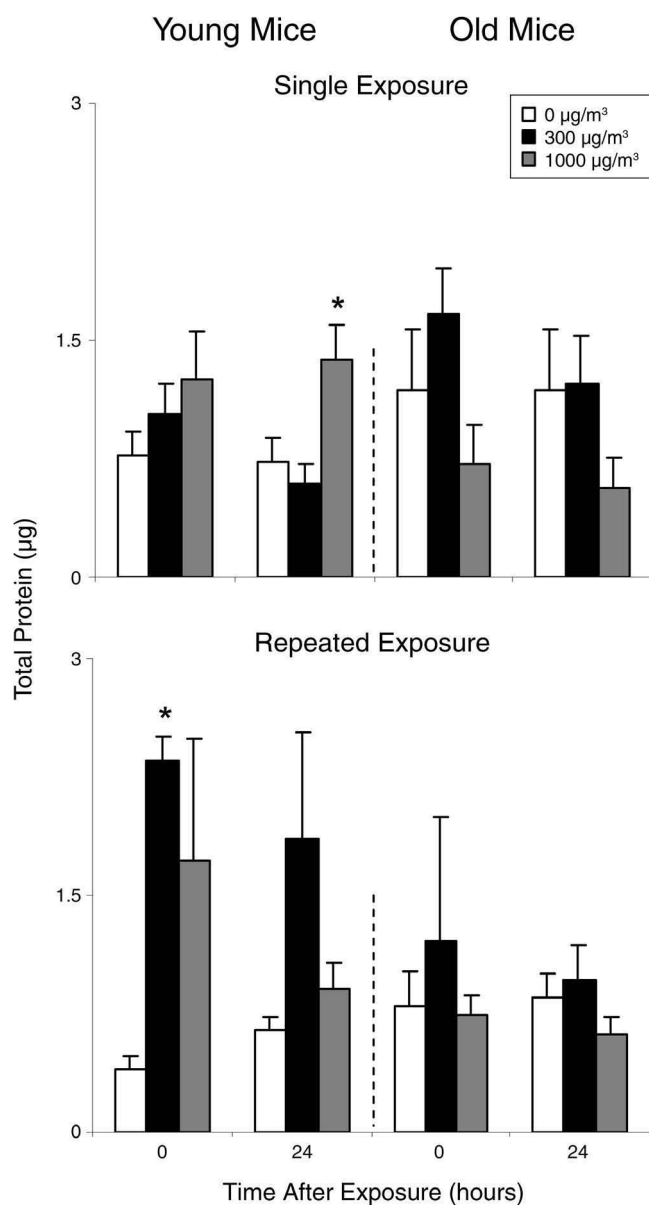 Young Mice Old Mice
Single Exposure
3
0 µg/m³
300 µg/m³
1000 µg/m³
*
1.5
0
Total Protein (µg)
Repeated Exposure
3
*
1.5
0
0 24 0 24
Time After Exposure (hours)